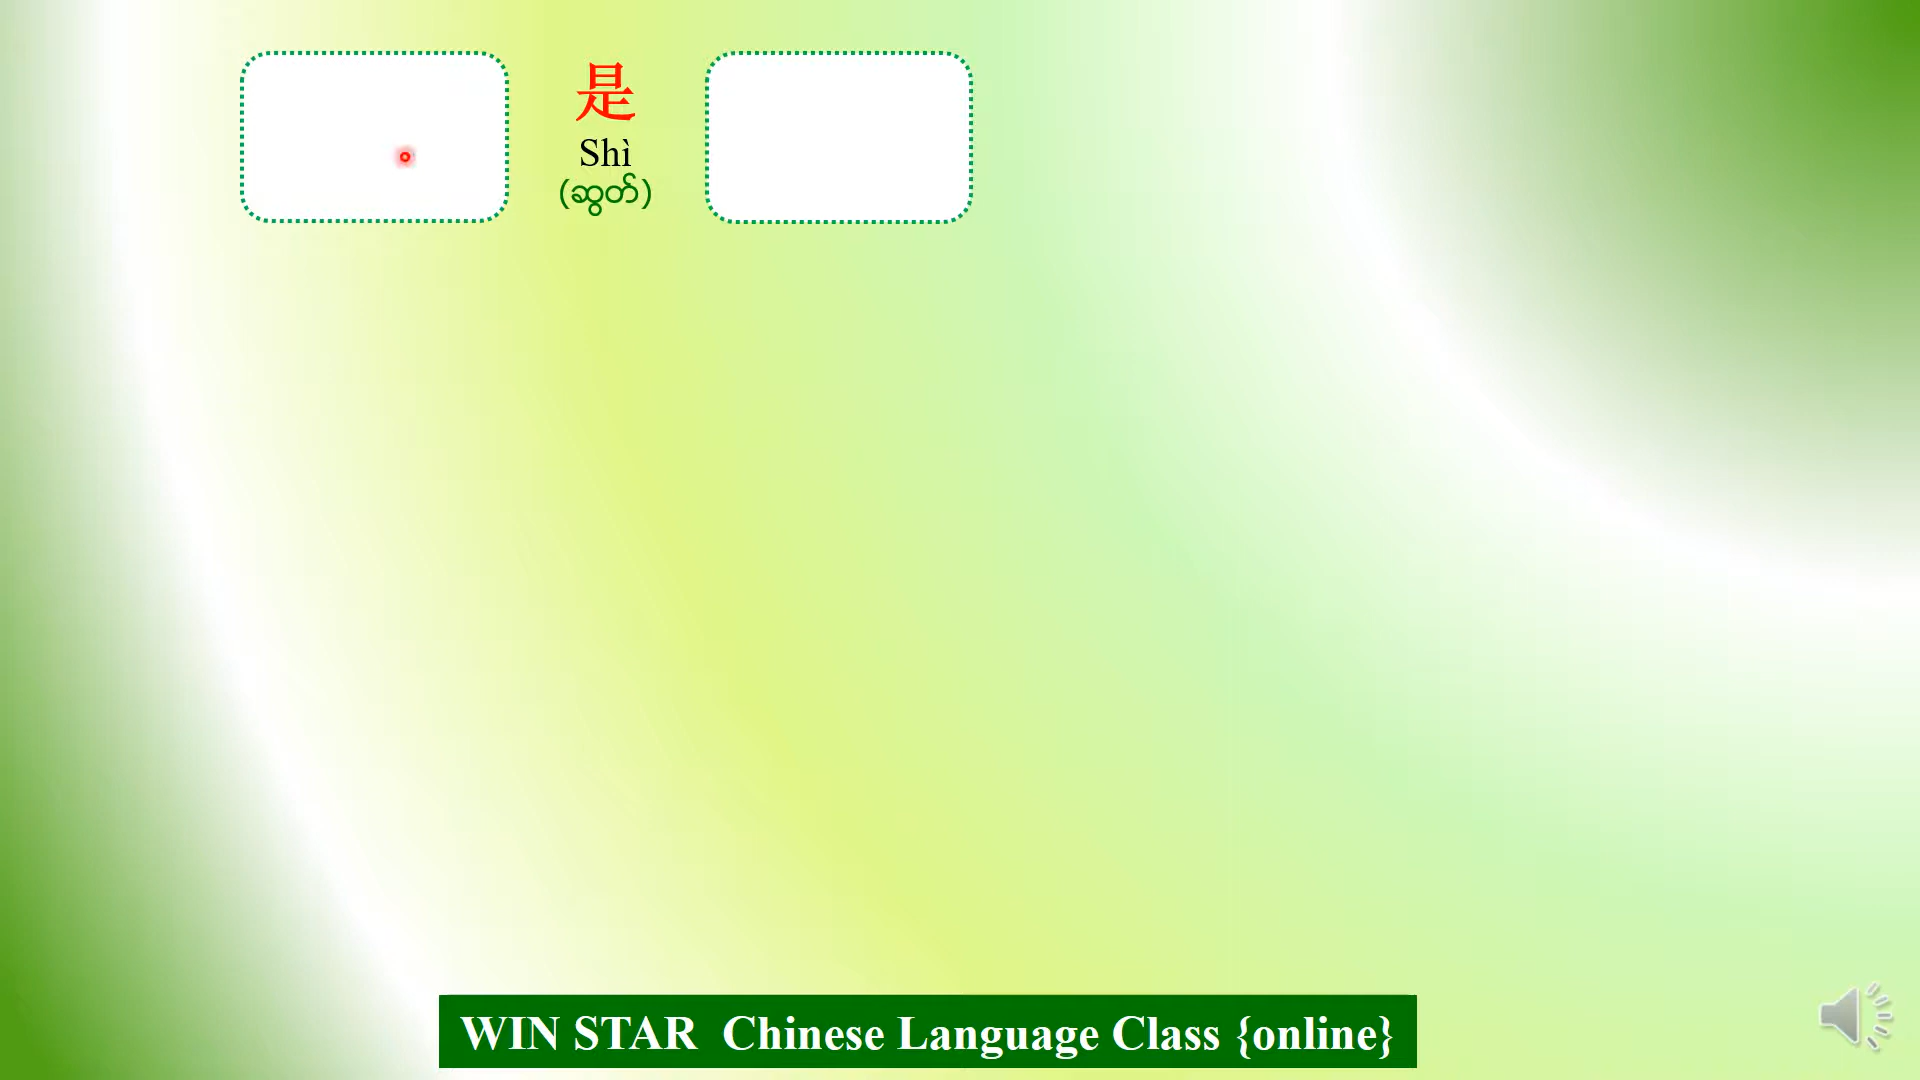 是
Shì
(ဆွတ်)
WIN STAR Chinese Language Class {online}